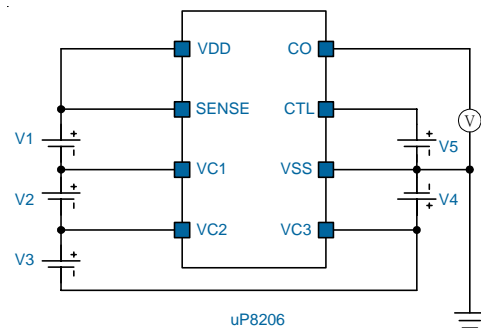 VDD CO
SENSE CTL
V1 V
V5
VC1 VSS
V2 V4
VC2 VC3
V3
uP8206